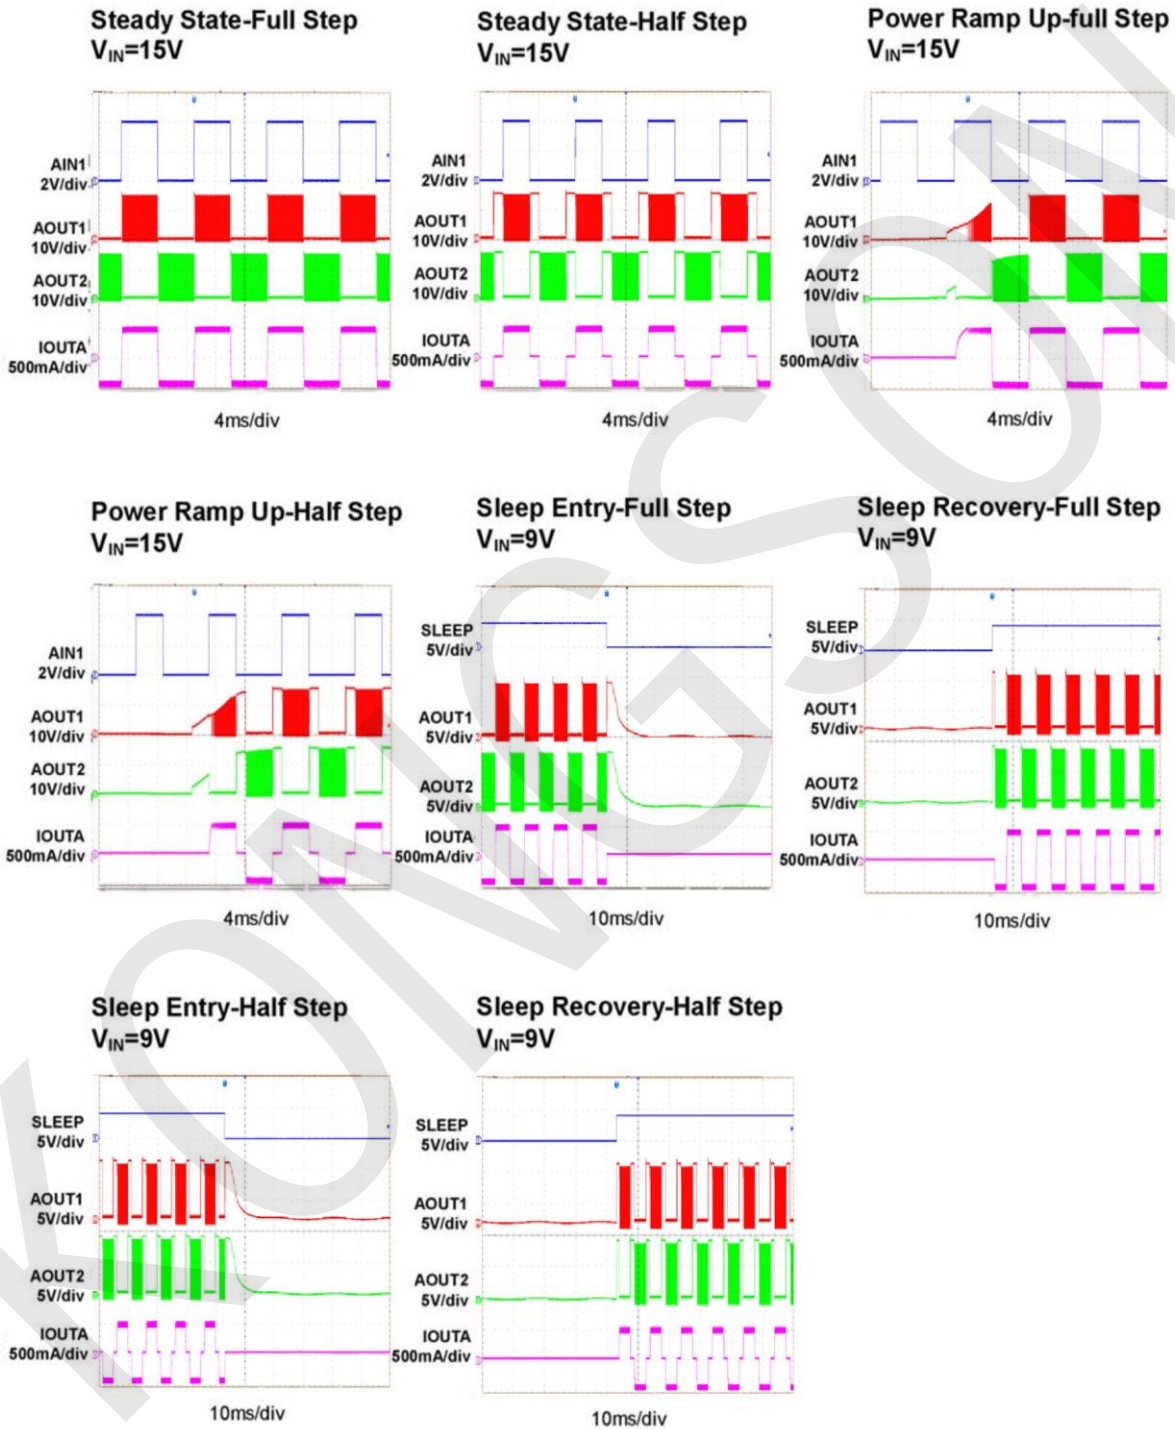 Steady State-Full Step
VIN=15V
AIN1
2V/div
AOUT1
10V/div
AOUT2
10V/div
IOUTA
500mA/div
4ms/div
Steady State-Half Step
VIN=15V
AIN1
2V/div
AOUT1
10V/div
AOUT2
10V/div
IOUTA
500mA/div
4ms/div
Power Ramp Up-full Step
VIN=15V
AIN1
2V/div
AOUT1
10V/div
AOUT2
10V/div
IOUTA
500mA/div
4ms/div
Power Ramp Up-Half Step
VIN=15V
AIN1
2V/div
AOUT1
10V/div
AOUT2
10V/div
IOUTA
500mA/div
4ms/div
Sleep Entry-Full Step
VIN=9V
SLEEP
5V/div
AOUT1
5V/div
AOUT2
5V/div
IOUTA
500mA/div
10ms/div
Sleep Recovery-Full Step
VIN=9V
SLEEP
5V/div
AOUT1
5V/div
AOUT2
5V/div
IOUTA
500mA/div
10ms/div
Sleep Entry-Half Step
VIN=9V
SLEEP
5V/div
AOUT1
5V/div
AOUT2
5V/div
IOUTA
500mA/div
10ms/div
Sleep Recovery-Half Step
VIN=9V
SLEEP
5V/div
AOUT1
5V/div
AOUT2
5V/div
IOUTA
500mA/div
10ms/div
KONGSON